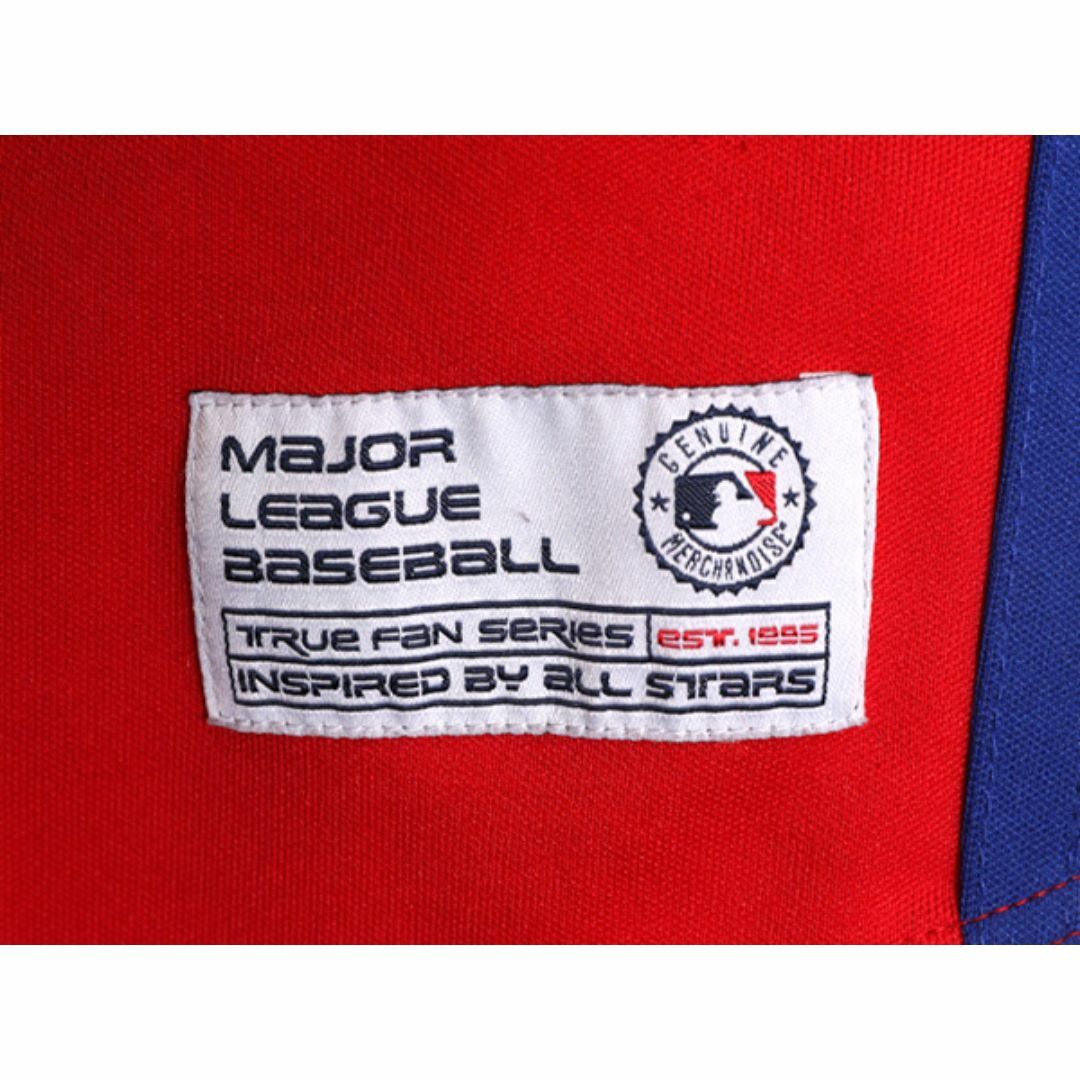 MaJOR
LEaGUE
BaSEBaLL
GENUINE
MERCHANDISE
TRUE FAN SERIES
EST. 1995
INSPIRED BY ALL STARS